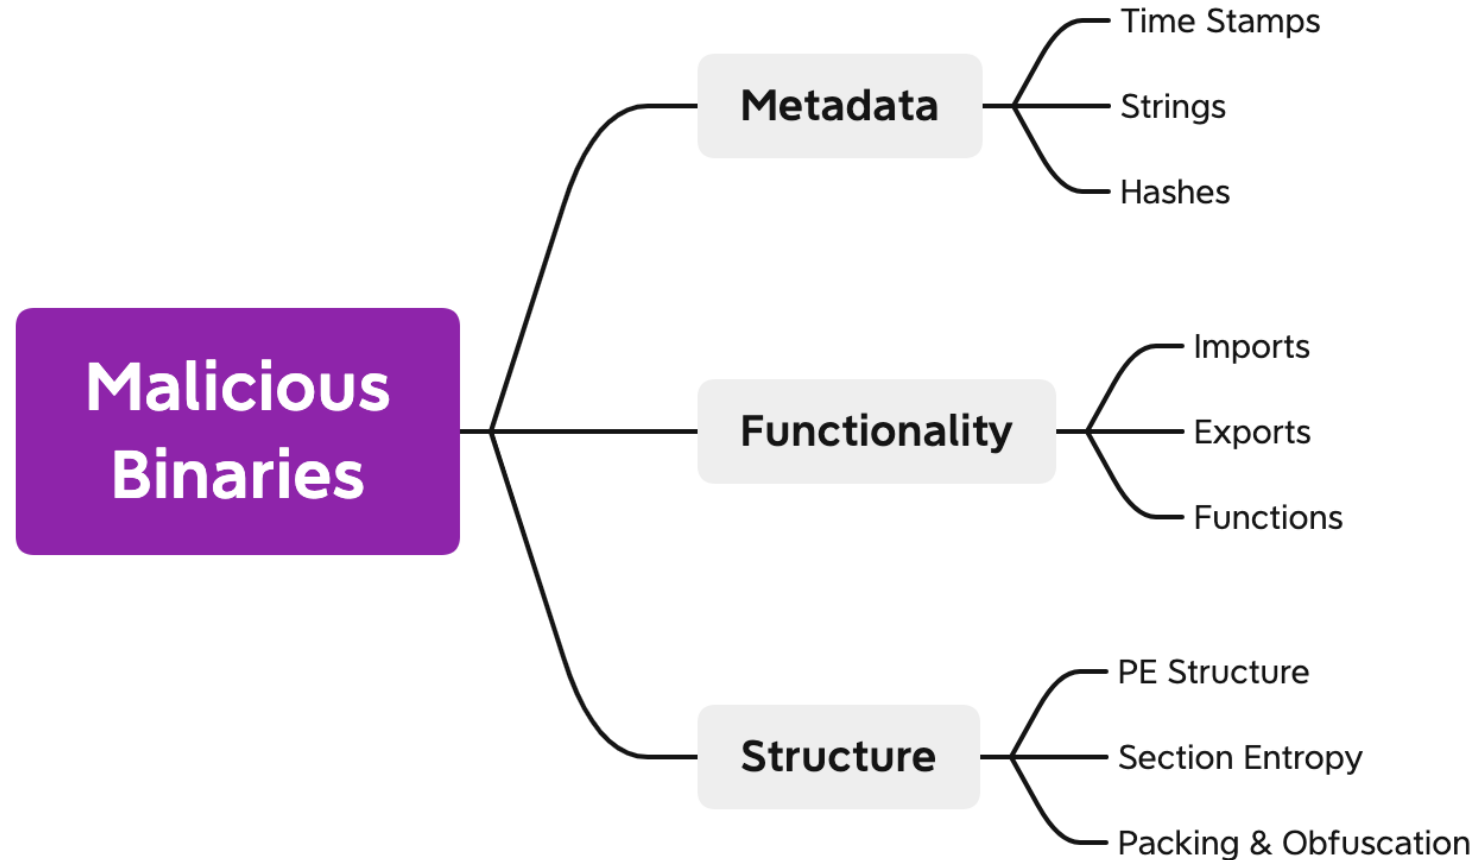 Malicious
Binaries
Metadata
Time Stamps
Strings
Hashes
Functionality
Imports
Exports
Functions
Structure
PE Structure
Section Entropy
Packing & Obfuscation